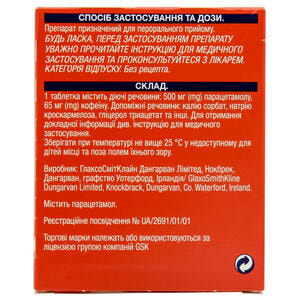 СПОСІБ ЗАСТОСУВАННЯ ТА ДОЗИ.
Препарат призначений для перорального прийому.
БУДЬ ЛАСКА, ПЕРЕД ЗАСТОСУВАННЯМ ПРЕПАРАТУ
УВАЖНО ПРОЧИТАЙТЕ ІНСТРУКЦІЮ ДЛЯ МЕДИЧНОГО
ЗАСТОСУВАННЯ ТА ПРОКОНСУЛЬТУЙТЕСЯ З ЛІКАРЕМ.
КАТЕГОРІЯ ВІДПУСКУ. Без рецепта.
СКЛАД.
1 таблетка містить діючі речовини: 500 мг парацетамолу,
65 мг кофеїну. Допоміжні речовини: калію сорбат, натрію
кроскармелоза, гліцерол триацетат та інші. Для отримання
докладної інформації див. інструкцію для медичного
застосування.
Зберігати при температурі не вище 25 °С у недоступному для
дітей місці та поза полем їхнього зору.
Виробник: ГлаксоСмітКляйн Дангарван Лімітед, Нокбрек,
Дангарван, графство Уотерфорд, Ірландія/ GlaxoSmithKline
Dungarvan Limited, Knockbrack, Dungarvan, Co. Waterford, Ireland.
Містить парацетамол.
Реєстраційне посвідчення № UA/2691/01/01
Торгові марки належать або використовуються за
ліцензією групою компаній GSK